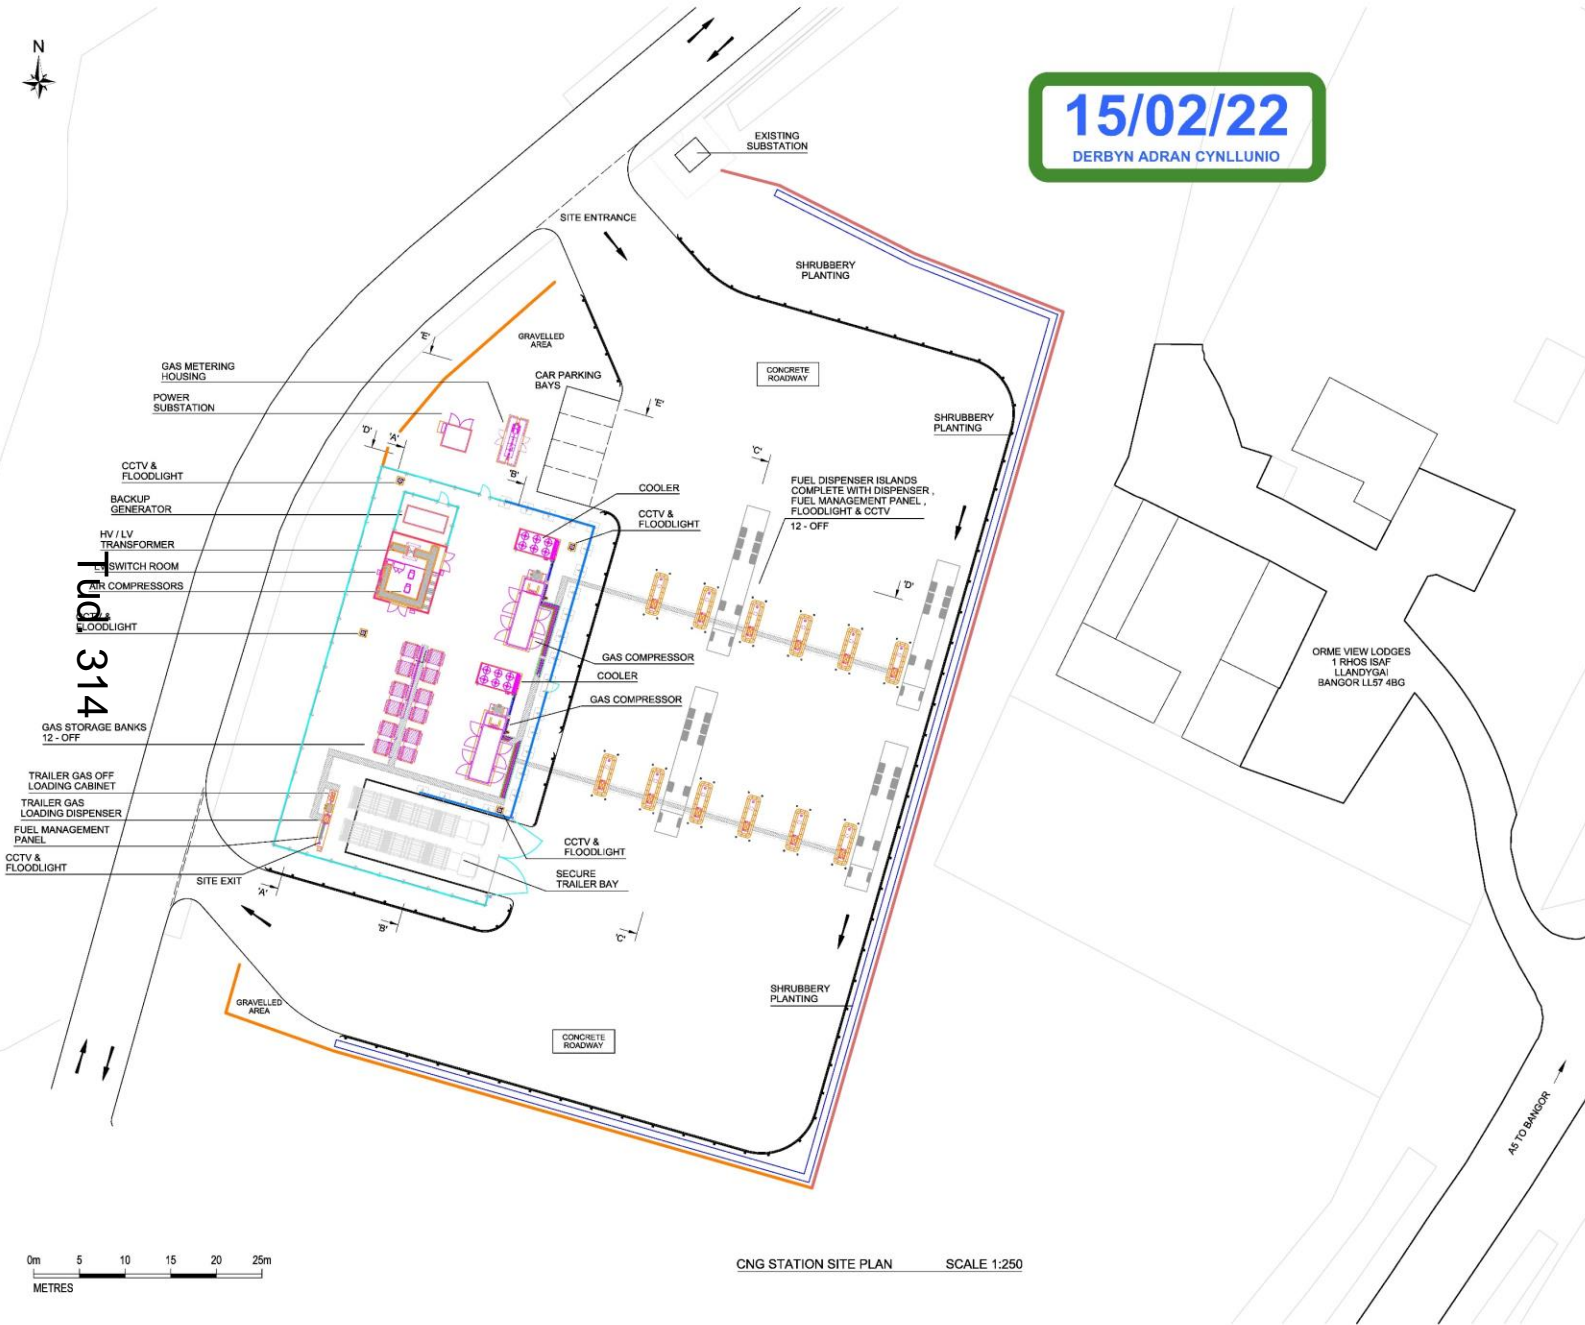 N
15/02/22
DERBYN ADRAN CYNLLUNIO
EXISTING
SUBSTATION
SITE ENTRANCE
SHRUBBERY
PLANTING
'E'
GRAVELLED
AREA
GAS METERING
HOUSING
CAR PARKING
BAYS
CONCRETE
ROADWAY
POWER
SUBSTATION
'E'
SHRUBBERY
PLANTING
'D'
'A'
'B'
'C'
CCTV &
FLOODLIGHT
COOLER
FUEL DISPENSER ISLANDS
COMPLETE WITH DISPENSER ,
FUEL MANAGEMENT PANEL ,
FLOODLIGHT & CCTV
12 - OFF
BACKUP
GENERATOR
CCTV &
FLOODLIGHT
HV / LV
TRANSFORMER
LV SWITCH ROOM
AIR COMPRESSORS
'D'
CCTV &
FLOODLIGHT
Tud. 314
GAS COMPRESSOR
COOLER
GAS COMPRESSOR
ORME VIEW LODGES
1 RHOS ISAF
LLANDYGAI
BANGOR LL57 4BG
GAS STORAGE BANKS
12 - OFF
TRAILER GAS OFF
LOADING CABINET
TRAILER GAS
LOADING DISPENSER
FUEL MANAGEMENT
PANEL
CCTV &
FLOODLIGHT
CCTV &
FLOODLIGHT
SECURE
TRAILER BAY
SITE EXIT
'A'
'B'
'C'
SHRUBBERY
PLANTING
GRAVELLED
AREA
CONCRETE
ROADWAY
A5 TO BANGOR
0m 5 10 15 20 25m
METRES
CNG STATION SITE PLAN SCALE 1:250